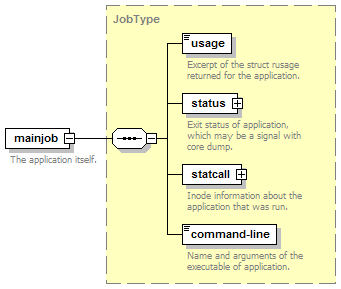 JobType
usage
Excerpt of the struct rusage
returned for the application.
status
Exit status of application,
which may be a signal with
core dump.
mainjob
The application itself.
statcall
Inode information about the
application that was run.
command-line
Name and arguments of the
executable of application.